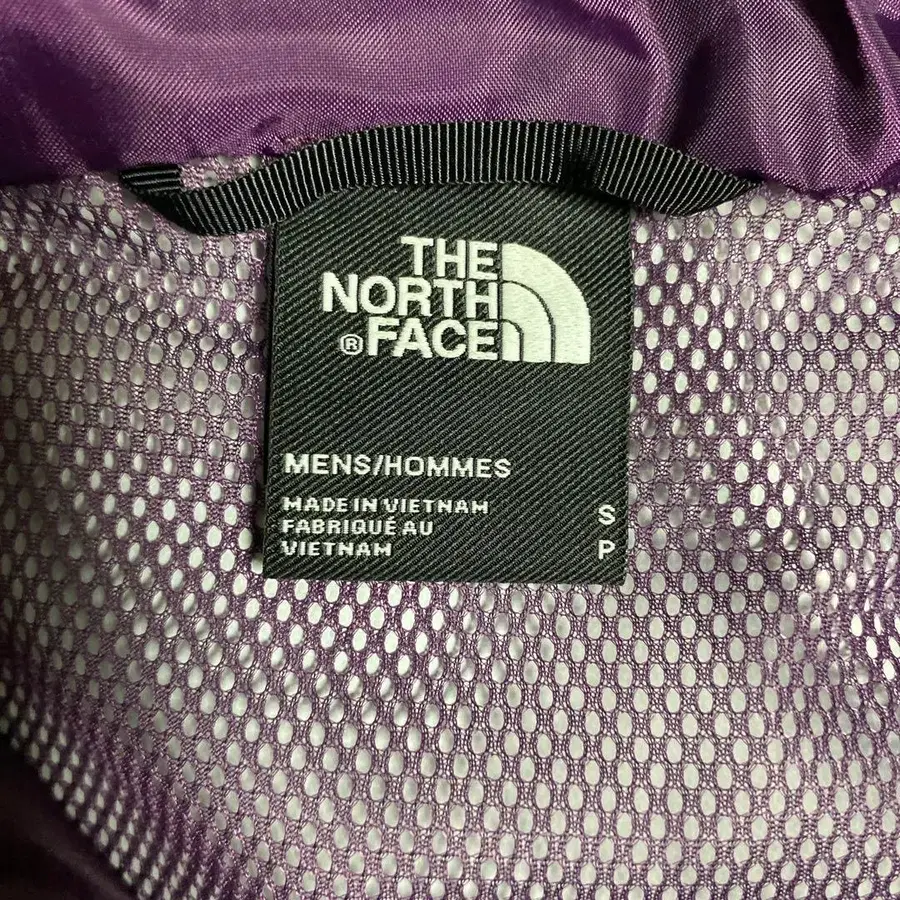 THE
NORTH
® FACE
MENS/HOMMES
MADE IN VIETNAM
FABRIQUÉ AU
VIETNAM
S
P